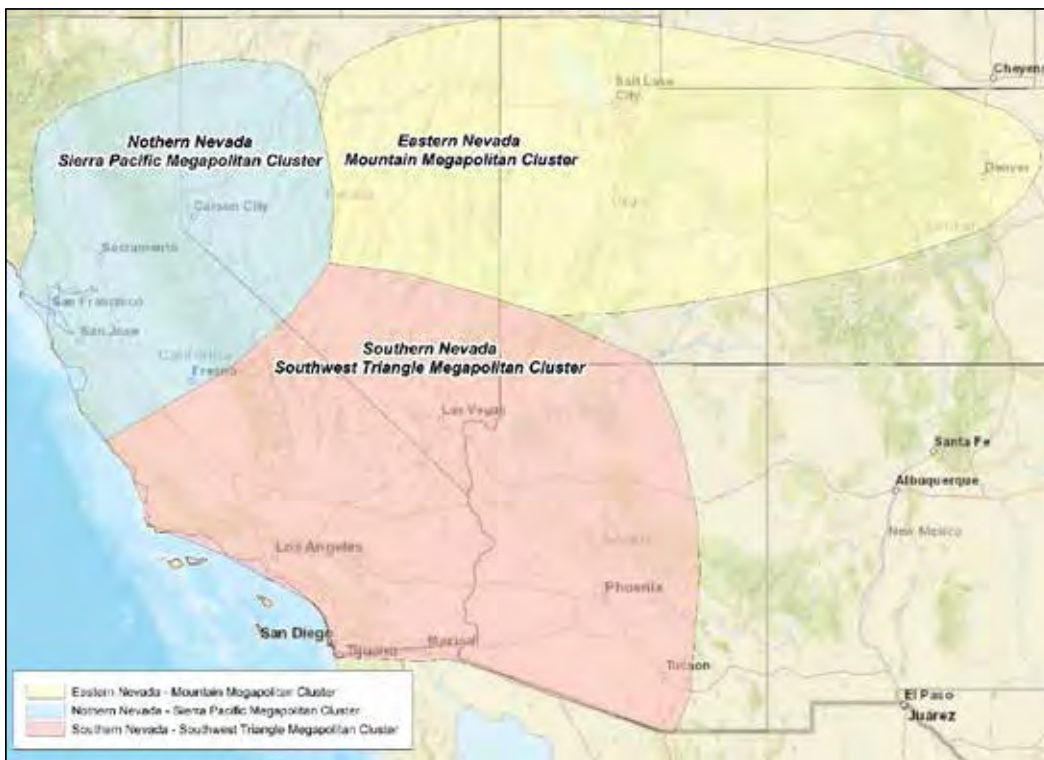 Salt Lake
City
Cheyenn
Nothern Nevada
Sierra Pacific Megapolitan Cluster
Eastern Nevada
Mountain Megapolitan Cluster
Denver
Nevada
Utah
Carson City
Sacramento
San Francisco
San Jose
California
Fresno
Southern Nevada
Southwest Triangle Megapolitan Cluster
Las Vegas
Santa Fe
Albuquerque
New Mexico
Los Angeles
Phoenix
San Diego
Tijuana
Mexicali
Tucson
El Paso
Juárez
Eastern Nevada - Mountain Megapolitan Cluster
Nothern Nevada - Sierra Pacific Megapolitan Cluster
Southern Nevada - Southwest Triangle Megapolitan Cluster